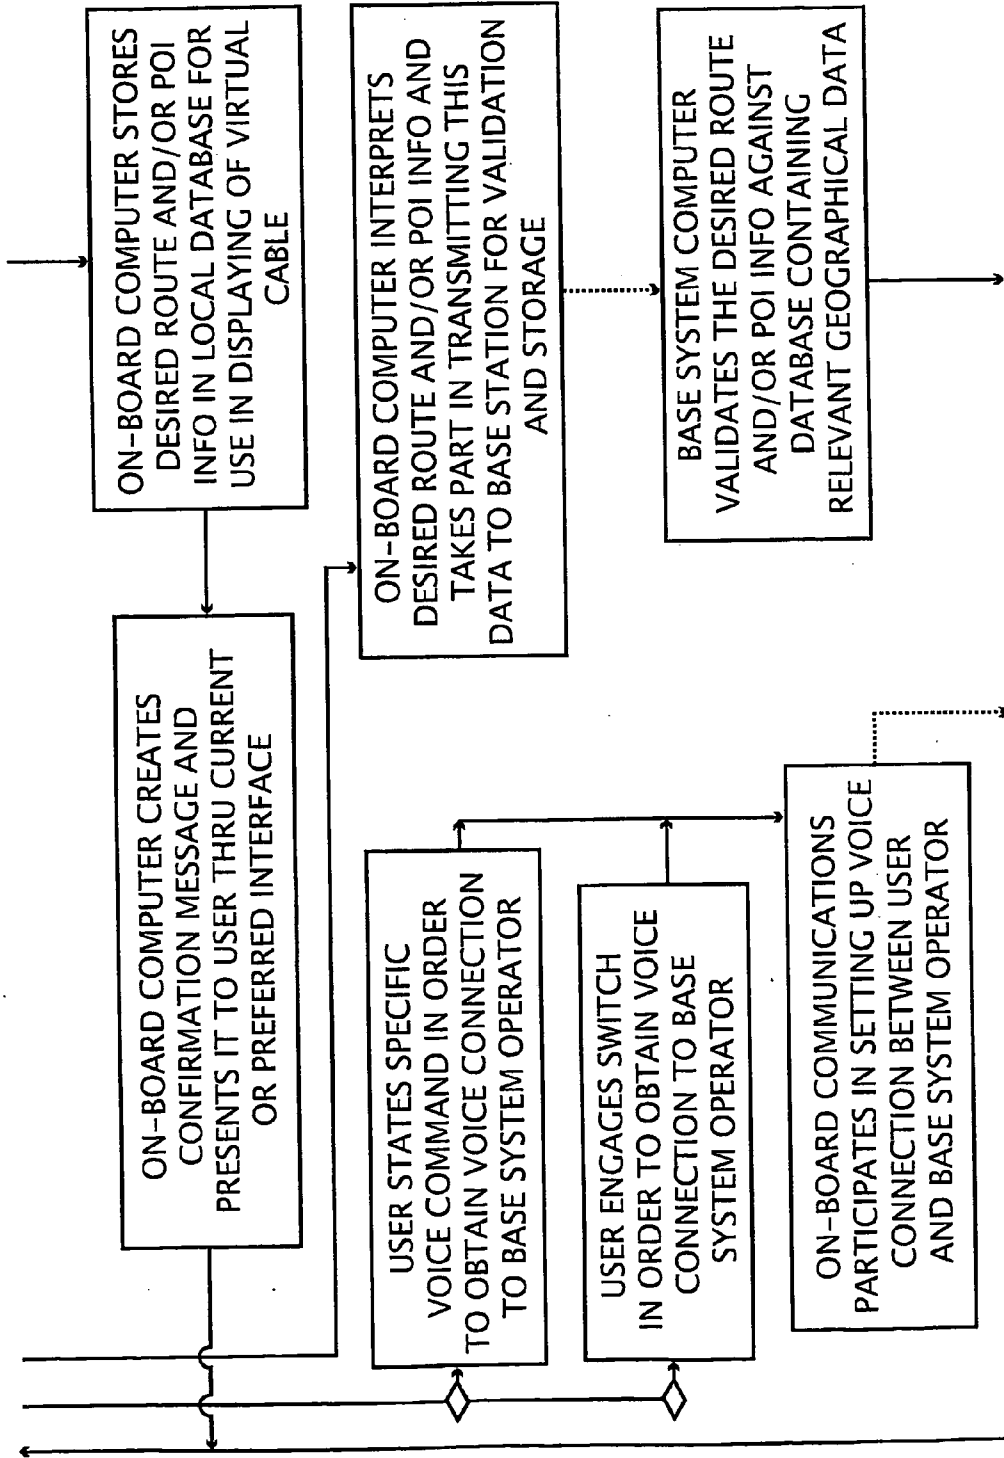 ON-BOARD COMPUTER STORES
DESIRED ROUTE AND/OR POI
INFO IN LOCAL DATABASE FOR
USE IN DISPLAYING OF VIRTUAL
CABLE
ON-BOARD COMPUTER CREATES
CONFIRMATION MESSAGE AND
PRESENTS IT TO USER THRU CURRENT
OR PREFERRED INTERFACE
ON-BOARD COMPUTER INTERPRETS
DESIRED ROUTE AND/OR POI INFO AND
TAKES PART IN TRANSMITTING THIS
DATA TO BASE STATION FOR VALIDATION
AND STORAGE
USER STATES SPECIFIC
VOICE COMMAND IN ORDER
TO OBTAIN VOICE CONNECTION
TO BASE SYSTEM OPERATOR
USER ENGAGES SWITCH
IN ORDER TO OBTAIN VOICE
CONNECTION TO BASE
SYSTEM OPERATOR
BASE SYSTEM COMPUTER
VALIDATES THE DESIRED ROUTE
AND/OR POI INFO AGAINST
DATABASE CONTAINING
RELEVANT GEOGRAPHICAL DATA
ON-BOARD COMMUNICATIONS
PARTICIPATES IN SETTING UP VOICE
CONNECTION BETWEEN USER
AND BASE SYSTEM OPERATOR